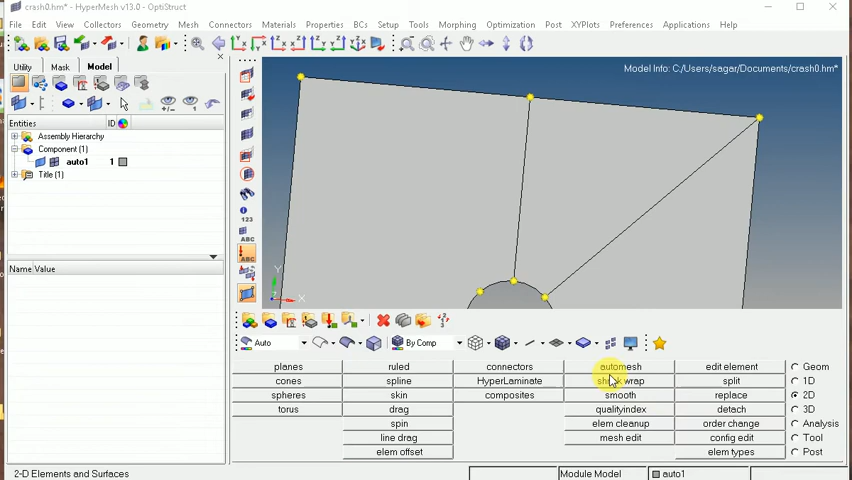 crash0.hm* - HyperMesh v13.0 - OptiStruct
File Edit View Collectors Geometry Mesh Connectors Materials Properties BCs Setup Tools Morphing Optimization Post XYPlots Preferences Applications Help
Utility Mask Model
Model Info: C:/Users/sagar/Documents/crash0.hm*
Entities ID
Assembly Hierarchy
Component (1)
auto1 1
Title (1)
Name Value
123
ABC
ABC
Y
Z X
Auto By Comp
planes ruled connectors automesh edit element Geom
cones spline HyperLaminate shrink wrap split 1D
spheres skin composites smooth replace 2D
torus drag qualityindex detach 3D
spin elem cleanup order change Analysis
line drag mesh edit config edit Tool
elem offset elem types Post
2-D Elements and Surfaces Module Model auto1